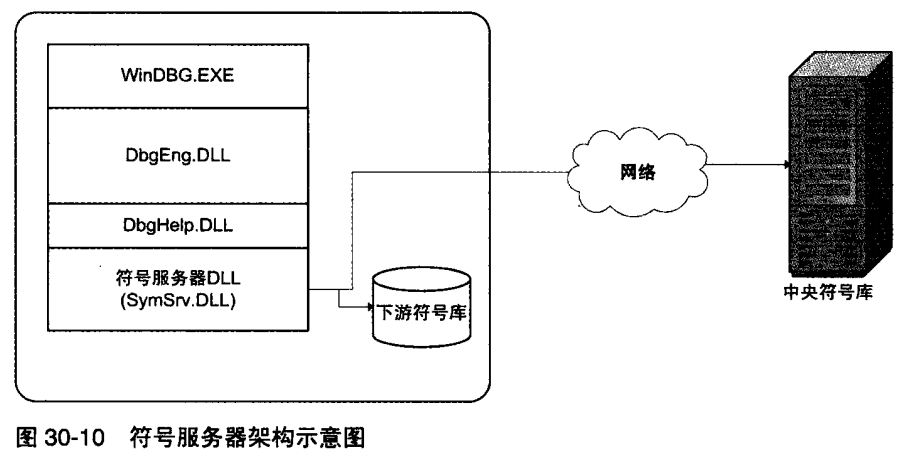 WinDBG.EXE
DbgEng.DLL
DbgHelp.DLL
符号服务器DLL
(SymSrv.DLL)
下游符号库
网络
中央符号库
图 30-10 符号服务器架构示意图